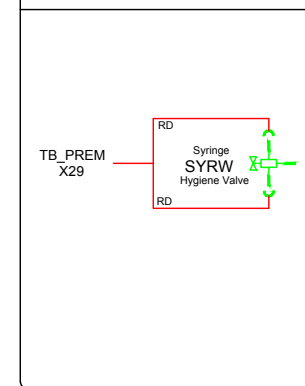 RD
Syringe
TB_PREM
SYRW
X29
Hygiene Valve
RD